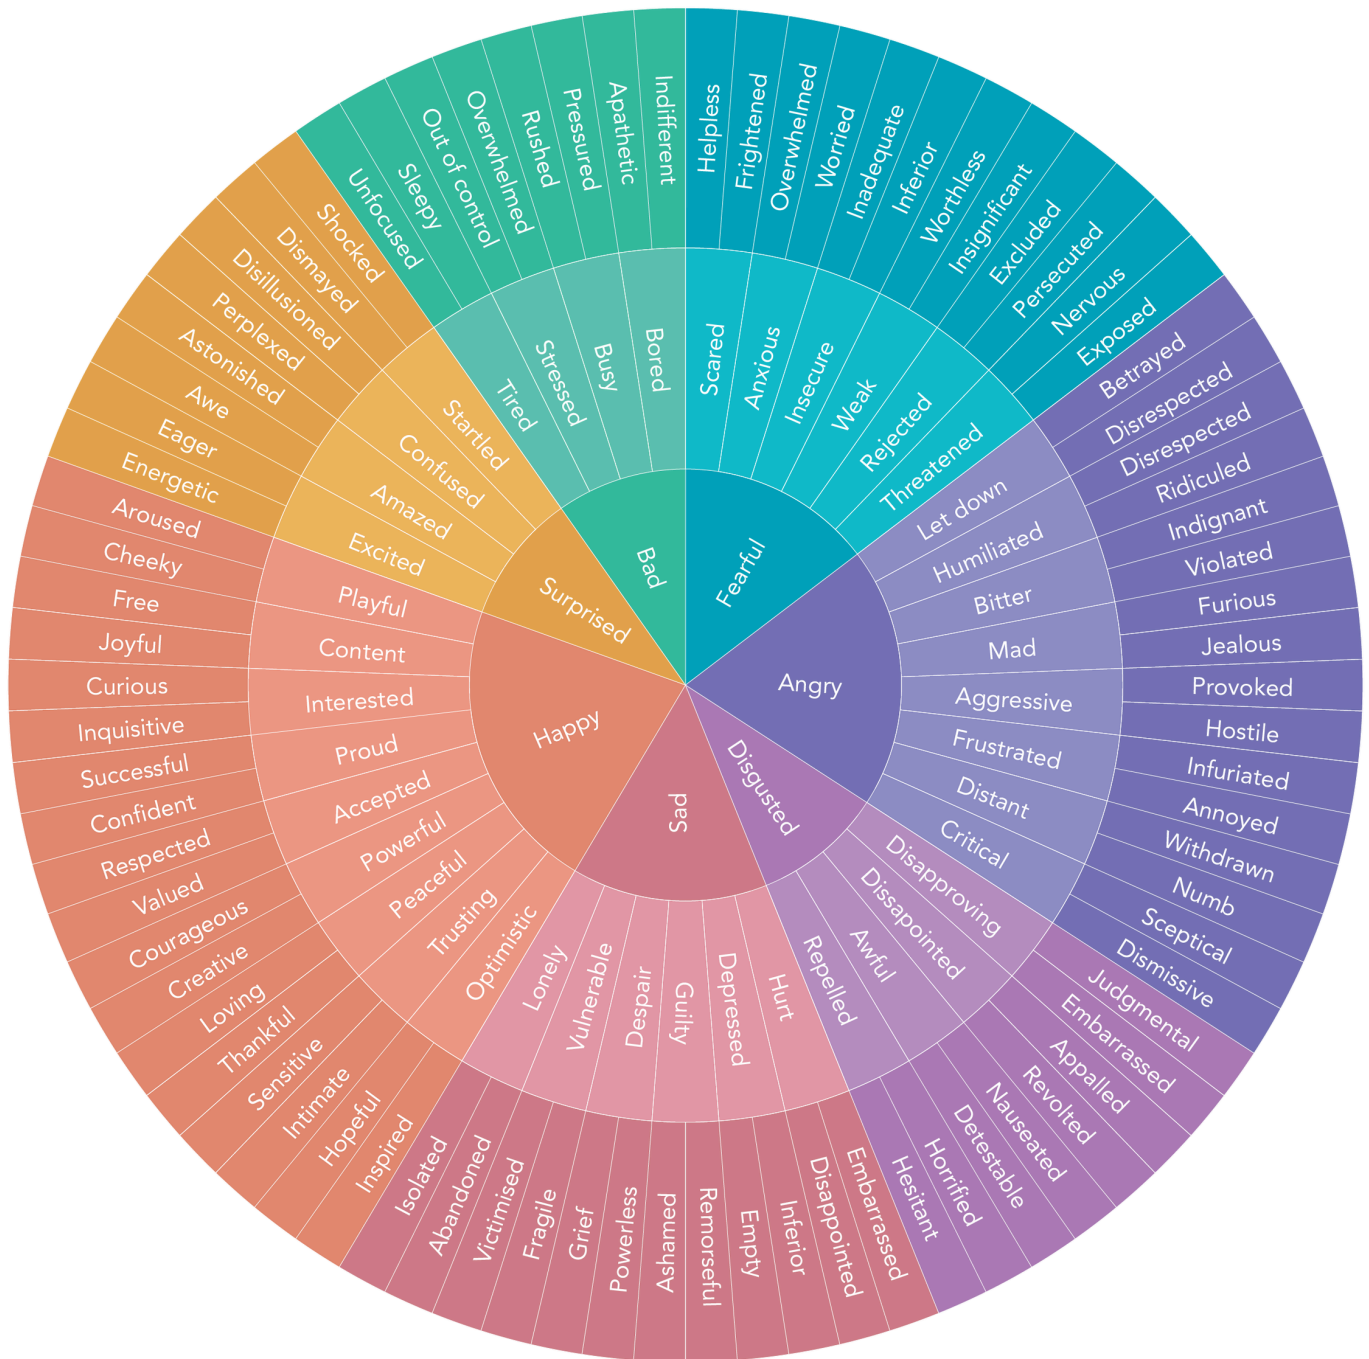 Fearful
Angry
Disgusted
Sad
Happy
Surprised
Bad
Scared
Anxious
Insecure
Weak
Rejected
Threatened
Let down
Humiliated
Bitter
Mad
Aggressive
Frustrated
Distant
Critical
Disapproving
Dissapointed
Awful
Repelled
Hurt
Depressed
Guilty
Despair
Vulnerable
Lonely
Optimistic
Trusting
Peaceful
Powerful
Accepted
Proud
Interested
Content
Playful
Excited
Amazed
Confused
Startled
Tired
Stressed
Busy
Bored
Helpless
Frightened
Overwhelmed
Worried
Inadequate
Inferior
Worthless
Insignificant
Excluded
Persecuted
Nervous
Exposed
Betrayed
Disrespected
Disrespected
Ridiculed
Indignant
Violated
Furious
Jealous
Provoked
Hostile
Infuriated
Annoyed
Withdrawn
Numb
Sceptical
Dismissive
Judgmental
Embarrassed
Appalled
Revolted
Nauseated
Detestable
Horrified
Hesitant
Embarrassed
Disappointed
Inferior
Empty
Remorseful
Ashamed
Powerless
Grief
Fragile
Victimised
Abandoned
Isolated
Inspired
Hopeful
Intimate
Sensitive
Thankful
Loving
Creative
Courageous
Valued
Respected
Confident
Successful
Inquisitive
Curious
Joyful
Free
Cheeky
Aroused
Energetic
Eager
Awe
Astonished
Perplexed
Disillusioned
Dismayed
Shocked
Unfocused
Sleepy
Out of control
Overwhelmed
Rushed
Pressured
Apathetic
Indifferent